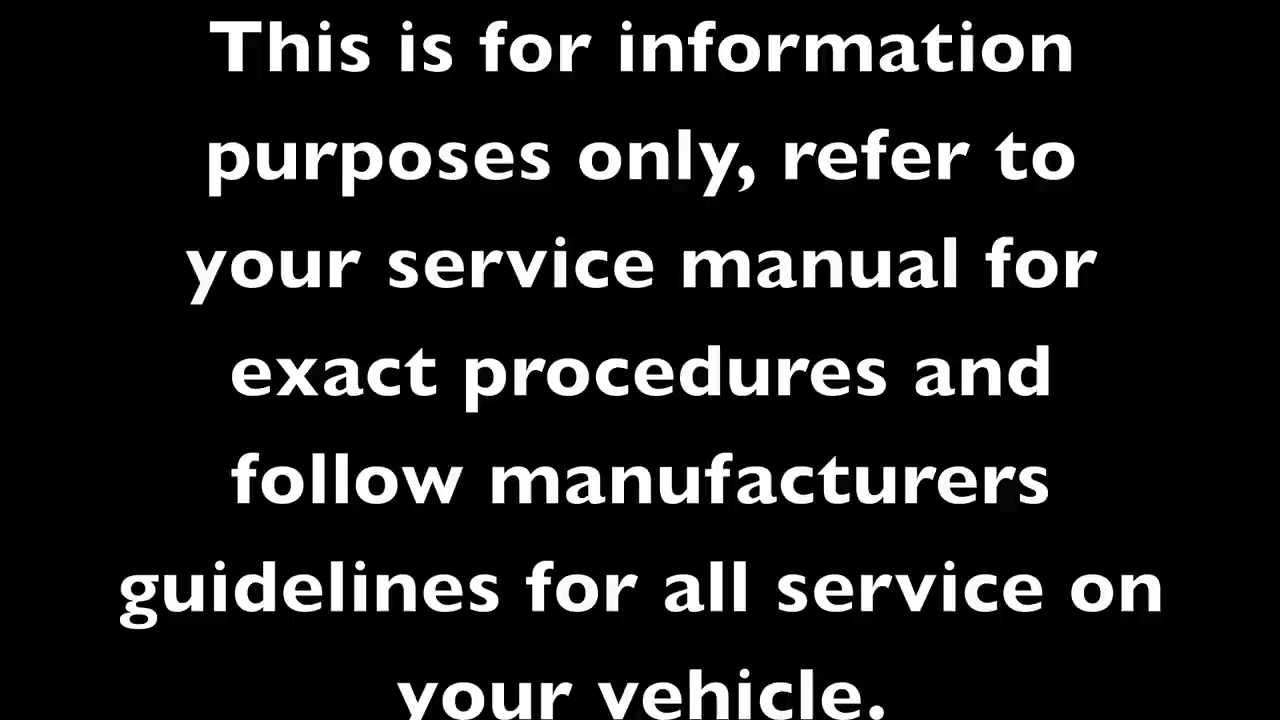 This is for information
purposes only, refer to
your service manual for
exact procedures and
follow manufacturers
guidelines for all service on
your vehicle.